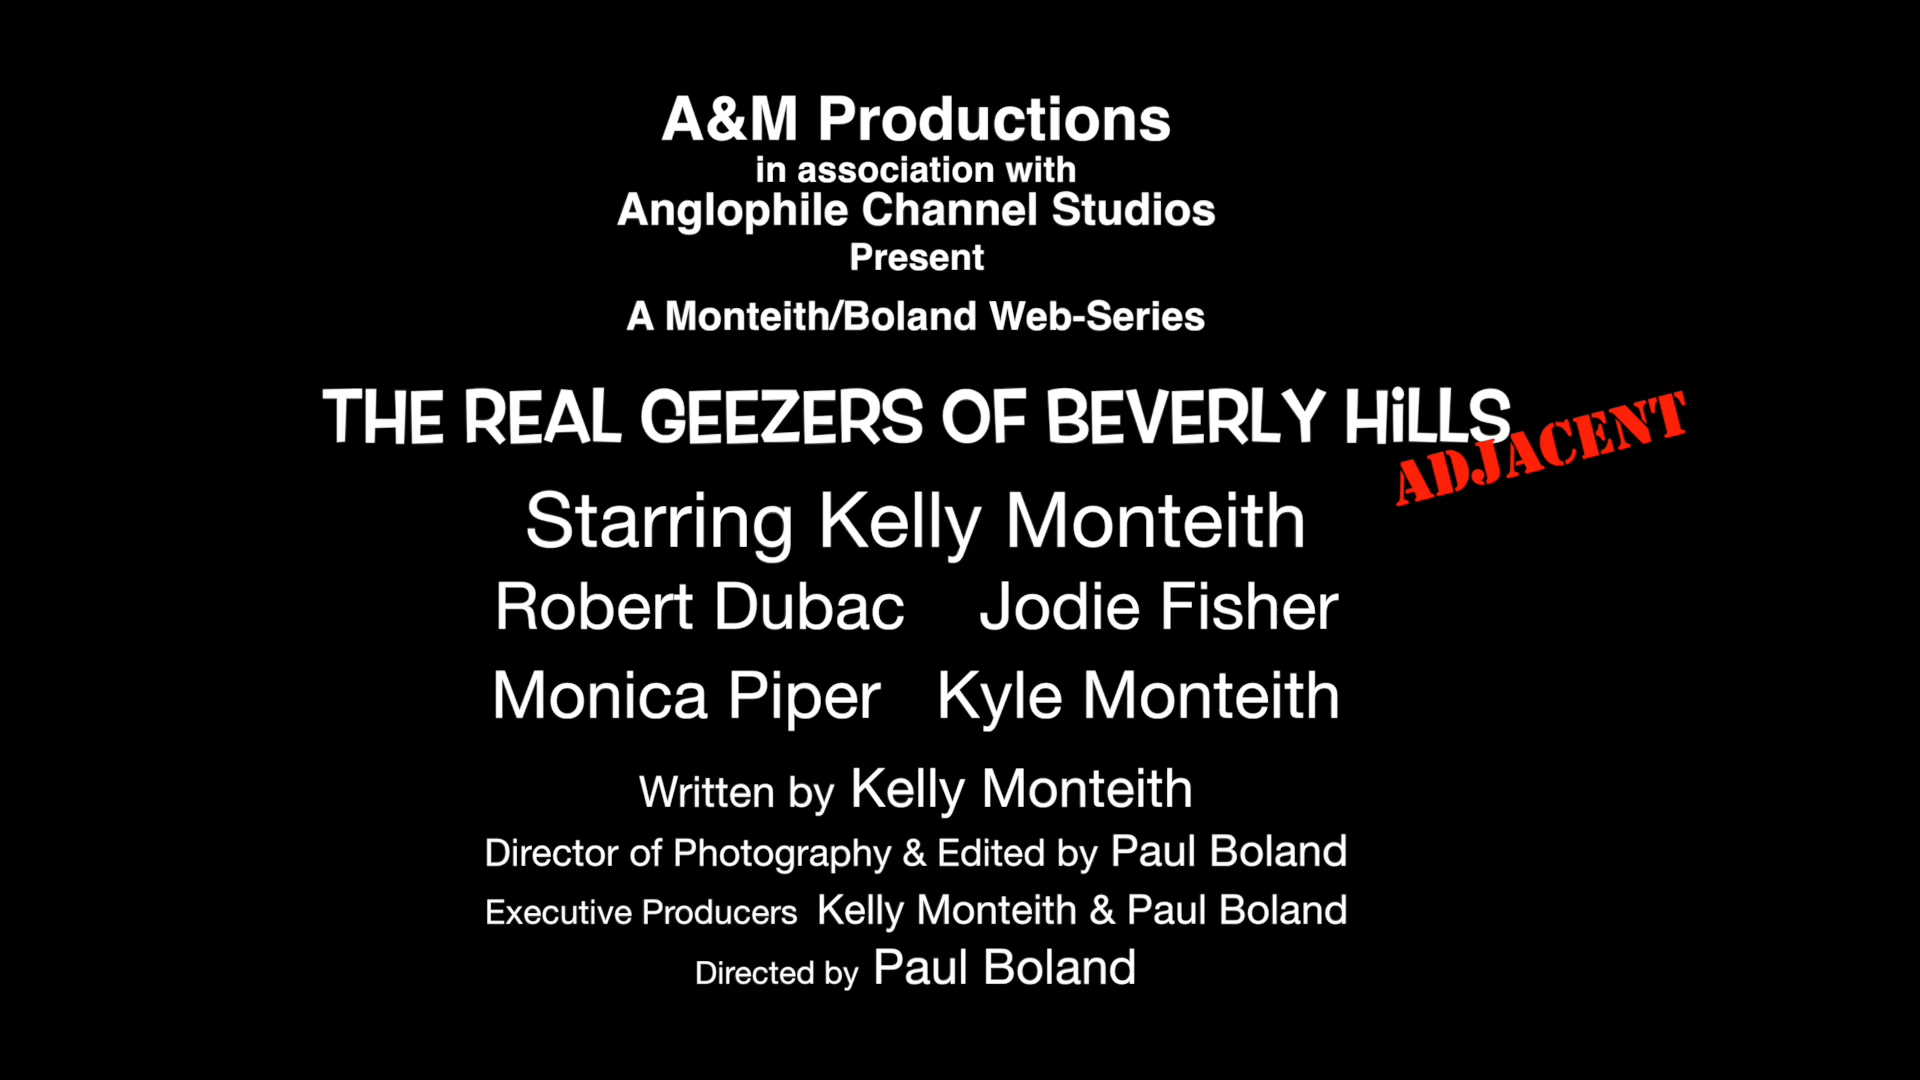 A&M Productions
in association with
Anglophile Channel Studios
Present
A Monteith/Boland Web-Series
THE REAL GEEZERS OF BEVERLY HiLLS
ADJACENT
Starring Kelly Monteith
Robert Dubac Jodie Fisher
Monica Piper Kyle Monteith
Written by Kelly Monteith
Director of Photography & Edited by Paul Boland
Executive Producers Kelly Monteith & Paul Boland
Directed by Paul Boland